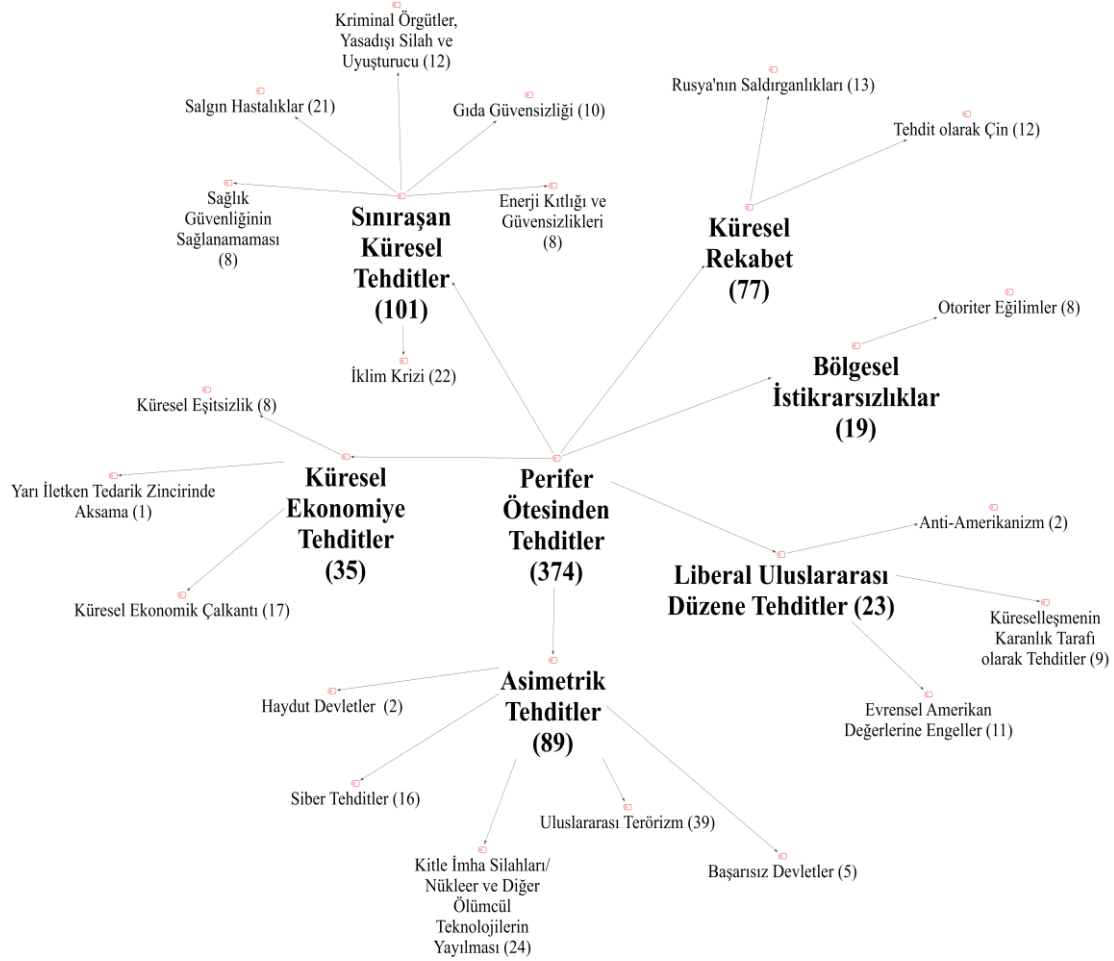 Kriminal Örgütler,
Yasadışı Silah ve
Uyuşturucu (12)
Salgın Hastalıklar (21)
Gıda Güvensizliği (10)
Sağlık
Güvenliğinin
Sağlanamaması
(8)
Enerji Kıtlığı ve
Güvensizlikleri
(8)
Sınıraşan
Küresel
Tehditler
(101)
İklim Krizi (22)
Rusya'nın Saldırganlıkları (13)
Tehdit olarak Çin (12)
Küresel
Rekabet
(77)
Otoriter Eğilimler (8)
Bölgesel
İstikrarsızlıklar
(19)
Küresel Eşitsizlik (8)
Yarı İletken Tedarik Zincirinde
Aksama (1)
Küresel Ekonomik Çalkantı (17)
Küresel
Ekonomiye
Tehditler
(35)
Perifer
Ötesinden
Tehditler
(374)
Anti-Amerikanizm (2)
Liberal Uluslararası
Düzene Tehditler (23)
Küreselleşmenin
Karanlık Tarafı
olarak Tehditler (9)
Evrensel Amerikan
Değerlerine Engeller (11)
Asimetrik
Tehditler
(89)
Haydut Devletler (2)
Siber Tehditler (16)
Kitle İmha Silahları/
Nükleer ve Diğer
Ölümcül
Teknolojilerin
Yayılması (24)
Uluslararası Terörizm (39)
Başarısız Devletler (5)